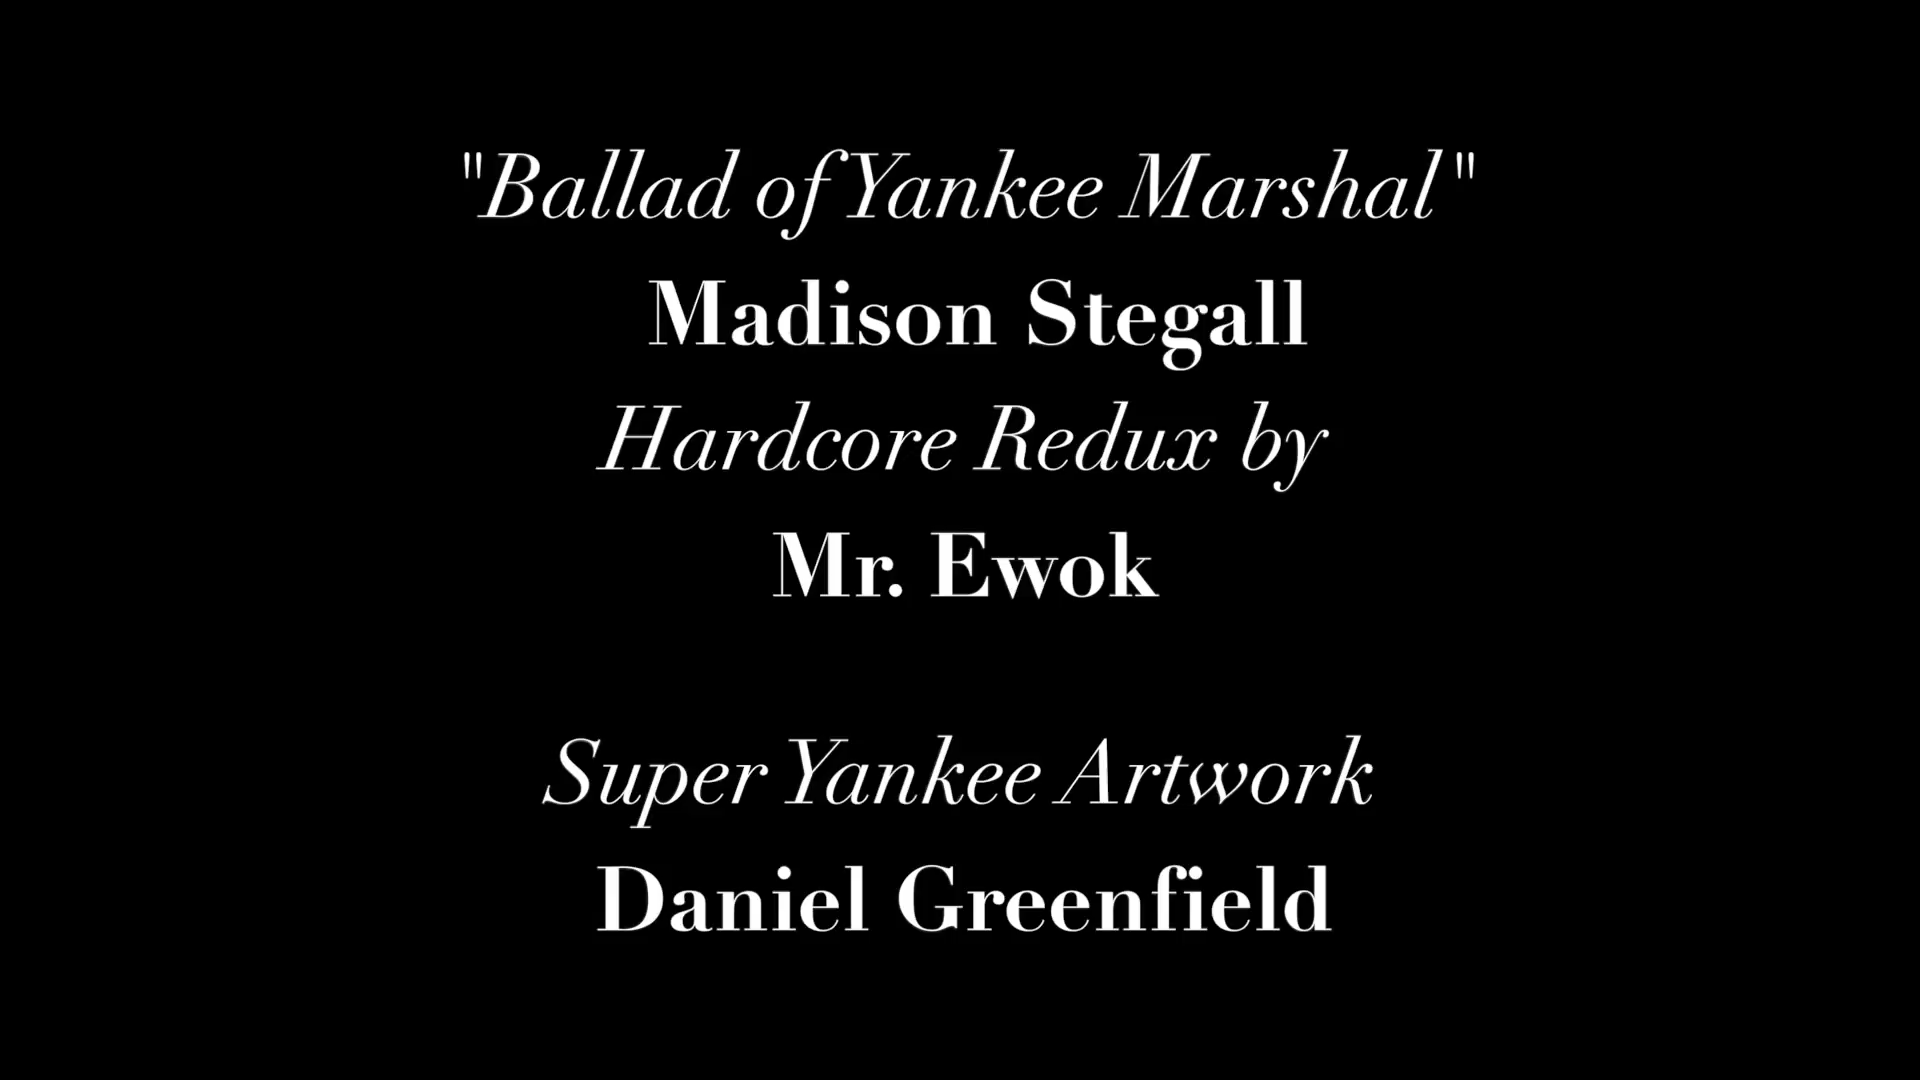 "Ballad of Yankee Marshal"
Madison Stegall
Hardcore Redux by
Mr. Ewok
Super Yankee Artwork
Daniel Greenfield